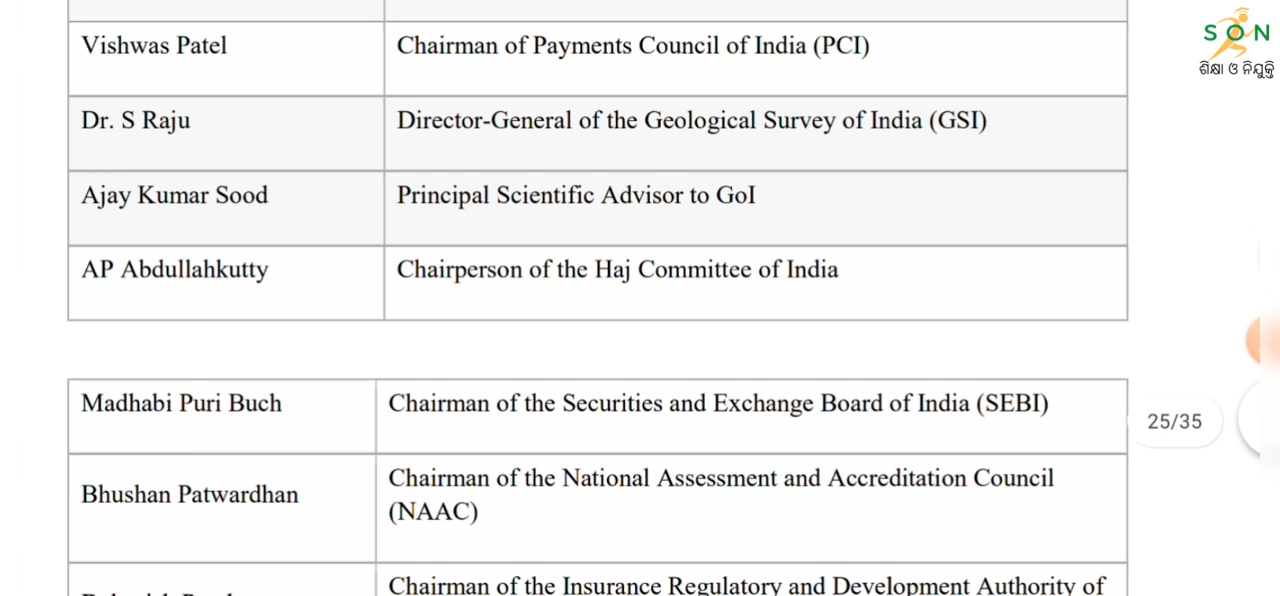 SON
ଶିକ୍ଷା ଓ ନିଯୁକ୍ତି
Vishwas Patel
Chairman of Payments Council of India (PCI)
Dr. S Raju
Director-General of the Geological Survey of India (GSI)
Ajay Kumar Sood
Principal Scientific Advisor to GoI
AP Abdullahkutty
Chairperson of the Haj Committee of India
Madhabi Puri Buch
Chairman of the Securities and Exchange Board of India (SEBI)
25/35
Bhushan Patwardhan
Chairman of the National Assessment and Accreditation Council
(NAAC)
Chairman of the Insurance Regulatory and Development Authority of